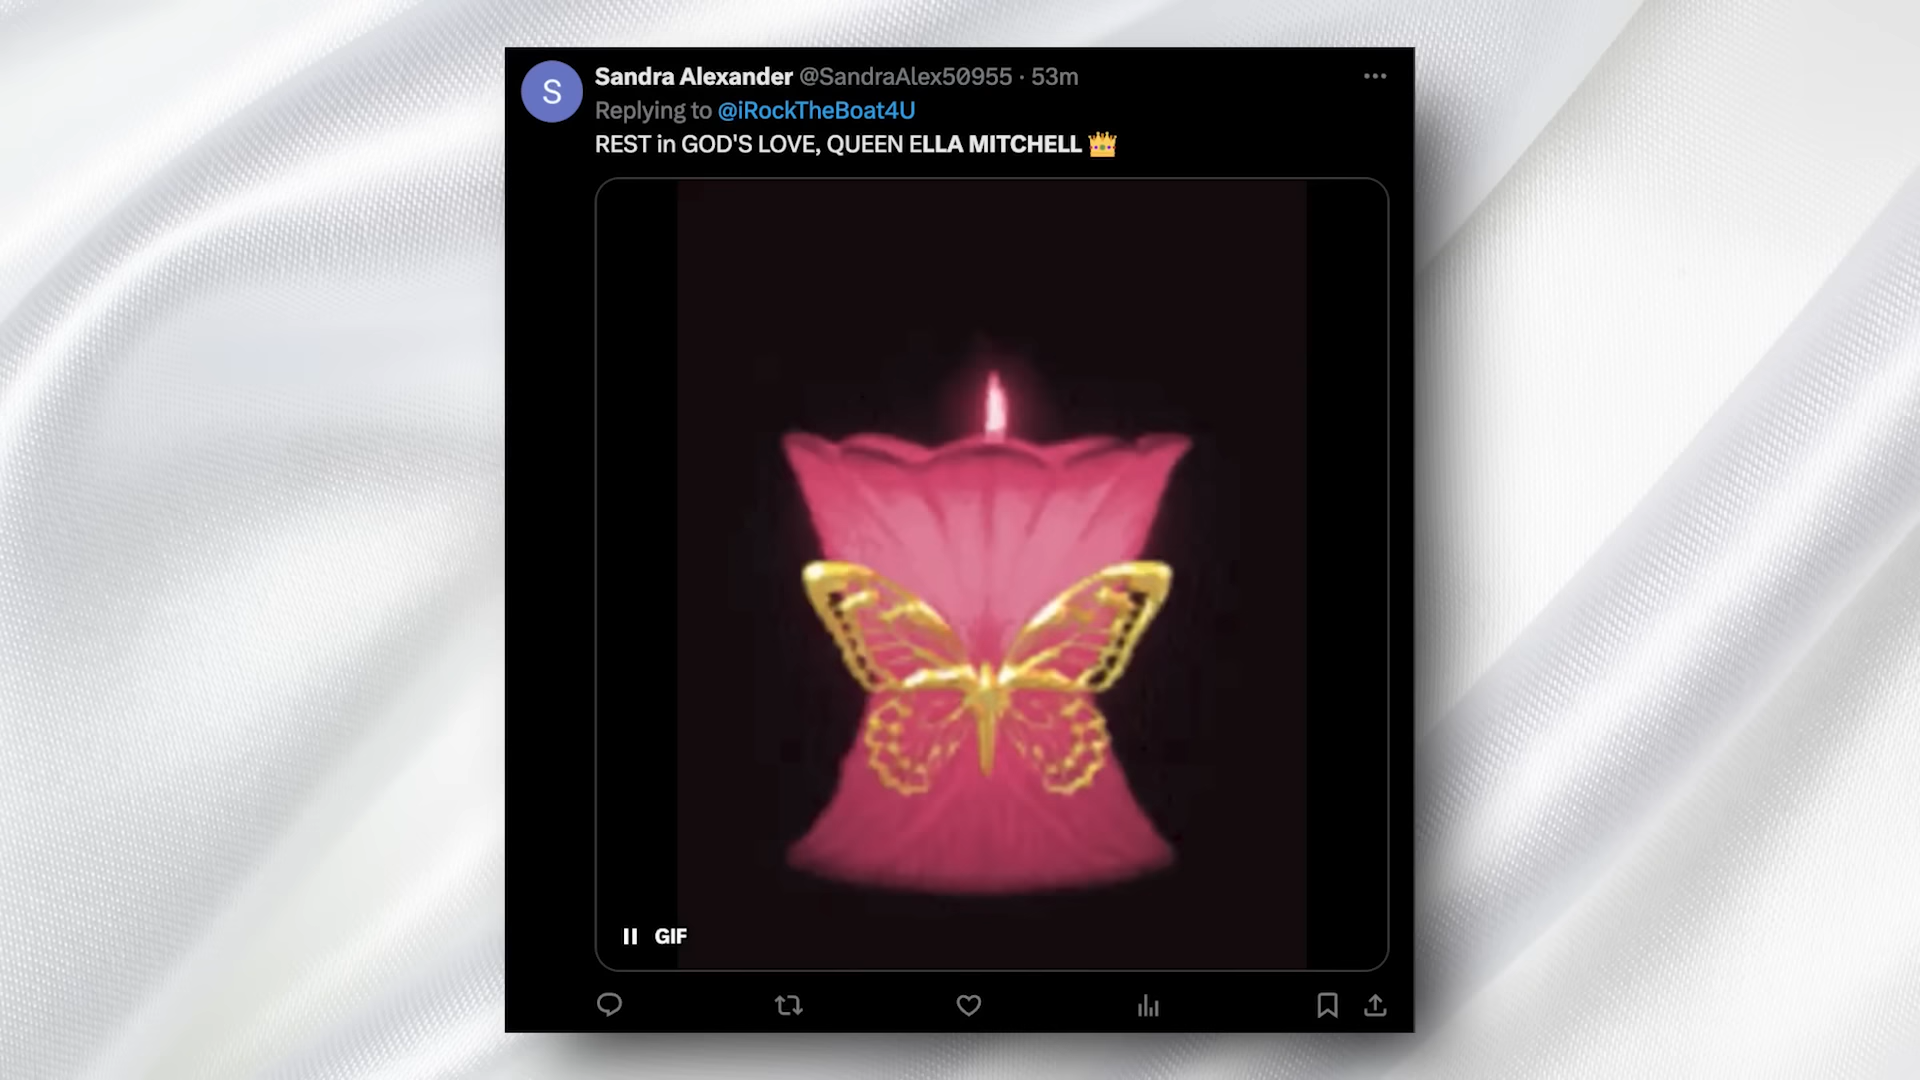 S
Sandra Alexander @SandraAlex50955 · 53m
Replying to @iRockTheBoat4U
REST in GOD'S LOVE, QUEEN ELLA MITCHELL 👑
GIF